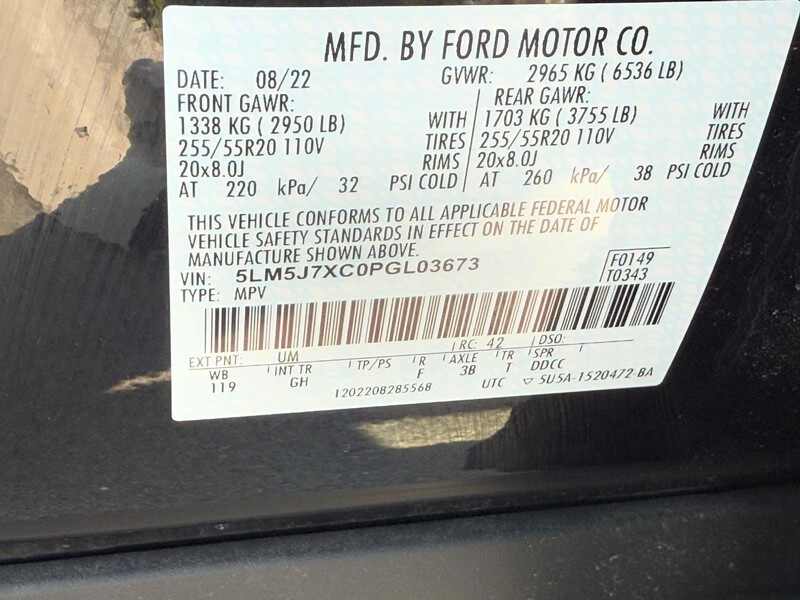 MFD. BY FORD MOTOR CO.
DATE: 08/22 GVWR: 2965 KG ( 6536 LB)
FRONT GAWR: REAR GAWR:
1338 KG ( 2950 LB) WITH 1703 KG ( 3755 LB) WITH
255/55R20 110V TIRES 255/55R20 110V TIRES
20x8.0J RIMS 20x8.0J RIMS
AT 220 kPa/ 32 PSI COLD AT 260 kPa/ 38 PSI COLD
THIS VEHICLE CONFORMS TO ALL APPLICABLE FEDERAL MOTOR
VEHICLE SAFETY STANDARDS IN EFFECT ON THE DATE OF
MANUFACTURE SHOWN ABOVE.
VIN: 5LM5J7XC0PGL03673 F0149
TYPE: MPV T0343
EXT PNT: UM RC: 42 DSO:
WB INT TR TP/PS R AXLE TR SPR
119 GH F 3B T DDCC
1202208285568 UTC ▽ 5U5A-1520472-BA